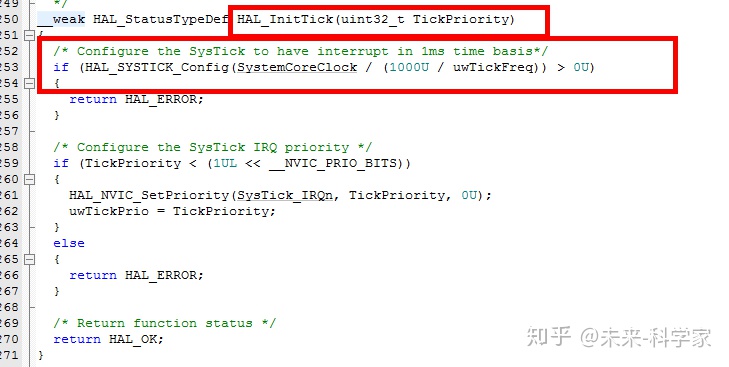 249 */
250 __weak HAL_StatusTypeDef HAL_InitTick(uint32_t TickPriority)
251 {
252 /* Configure the SysTick to have interrupt in 1ms time basis*/
253 if (HAL_SYSTICK_Config(SystemCoreClock / (1000U / uwTickFreq)) > 0U)
254 {
255 return HAL_ERROR;
256 }
257
258 /* Configure the SysTick IRQ priority */
259 if (TickPriority < (1UL << __NVIC_PRIO_BITS))
260 {
261 HAL_NVIC_SetPriority(SysTick_IRQn, TickPriority, 0U);
262 uwTickPrio = TickPriority;
263 }
264 else
265 {
266 return HAL_ERROR;
267 }
268
269 /* Return function status */
270 return HAL_OK;
271 }
知乎 @未来-科学家